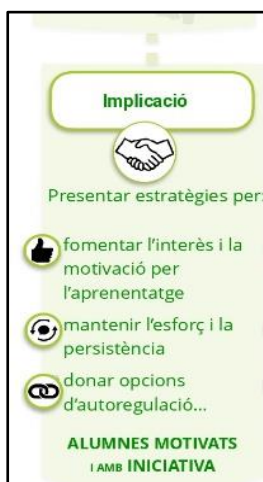 Implicació
Presentar estratègies per:
fomentar l'interès i la
motivació per
l'aprenentatge
mantenir l'esforç i la
persistència
donar opcions
d'autoregulació...
ALUMNES MOTIVATS
I AMB INICIATIVA